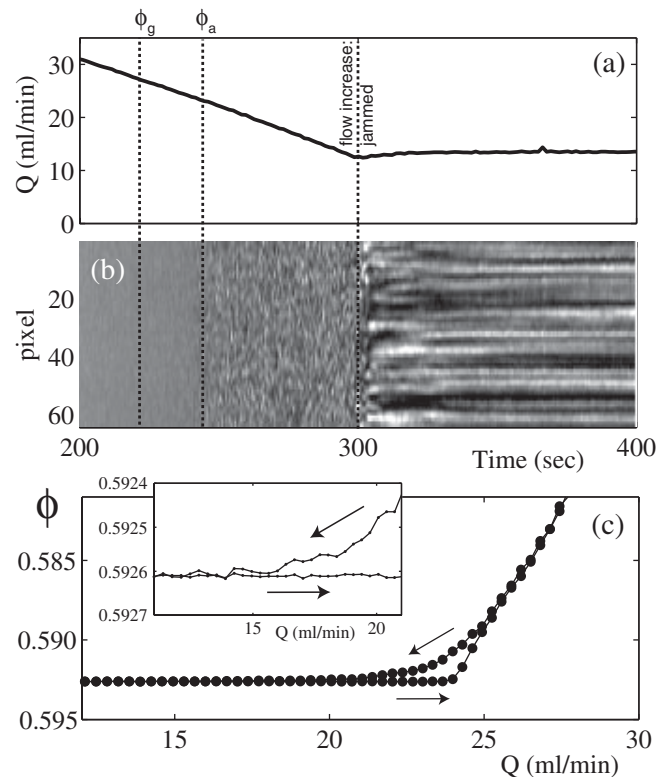 ϕg ϕa
(a)
Q (ml/min)
30
20
10
0
flow increase:
jammed
(b)
pixel
20
40
60
200 300 Time (sec) 400
ϕ
(c)
0.585
0.590
0.595
0.5924
0.5925
0.5926
0.5927
15 Q (ml/min) 20
15 20 25 30
Q (ml/min)